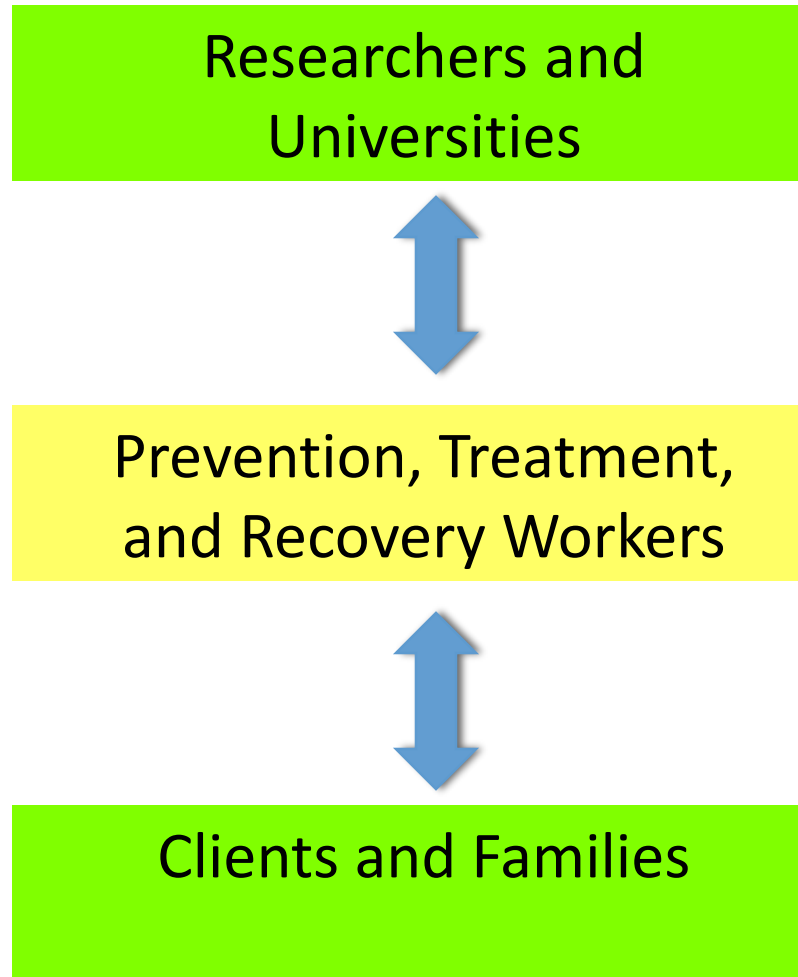 Researchers and
Universities
Prevention, Treatment,
and Recovery Workers
Clients and Families